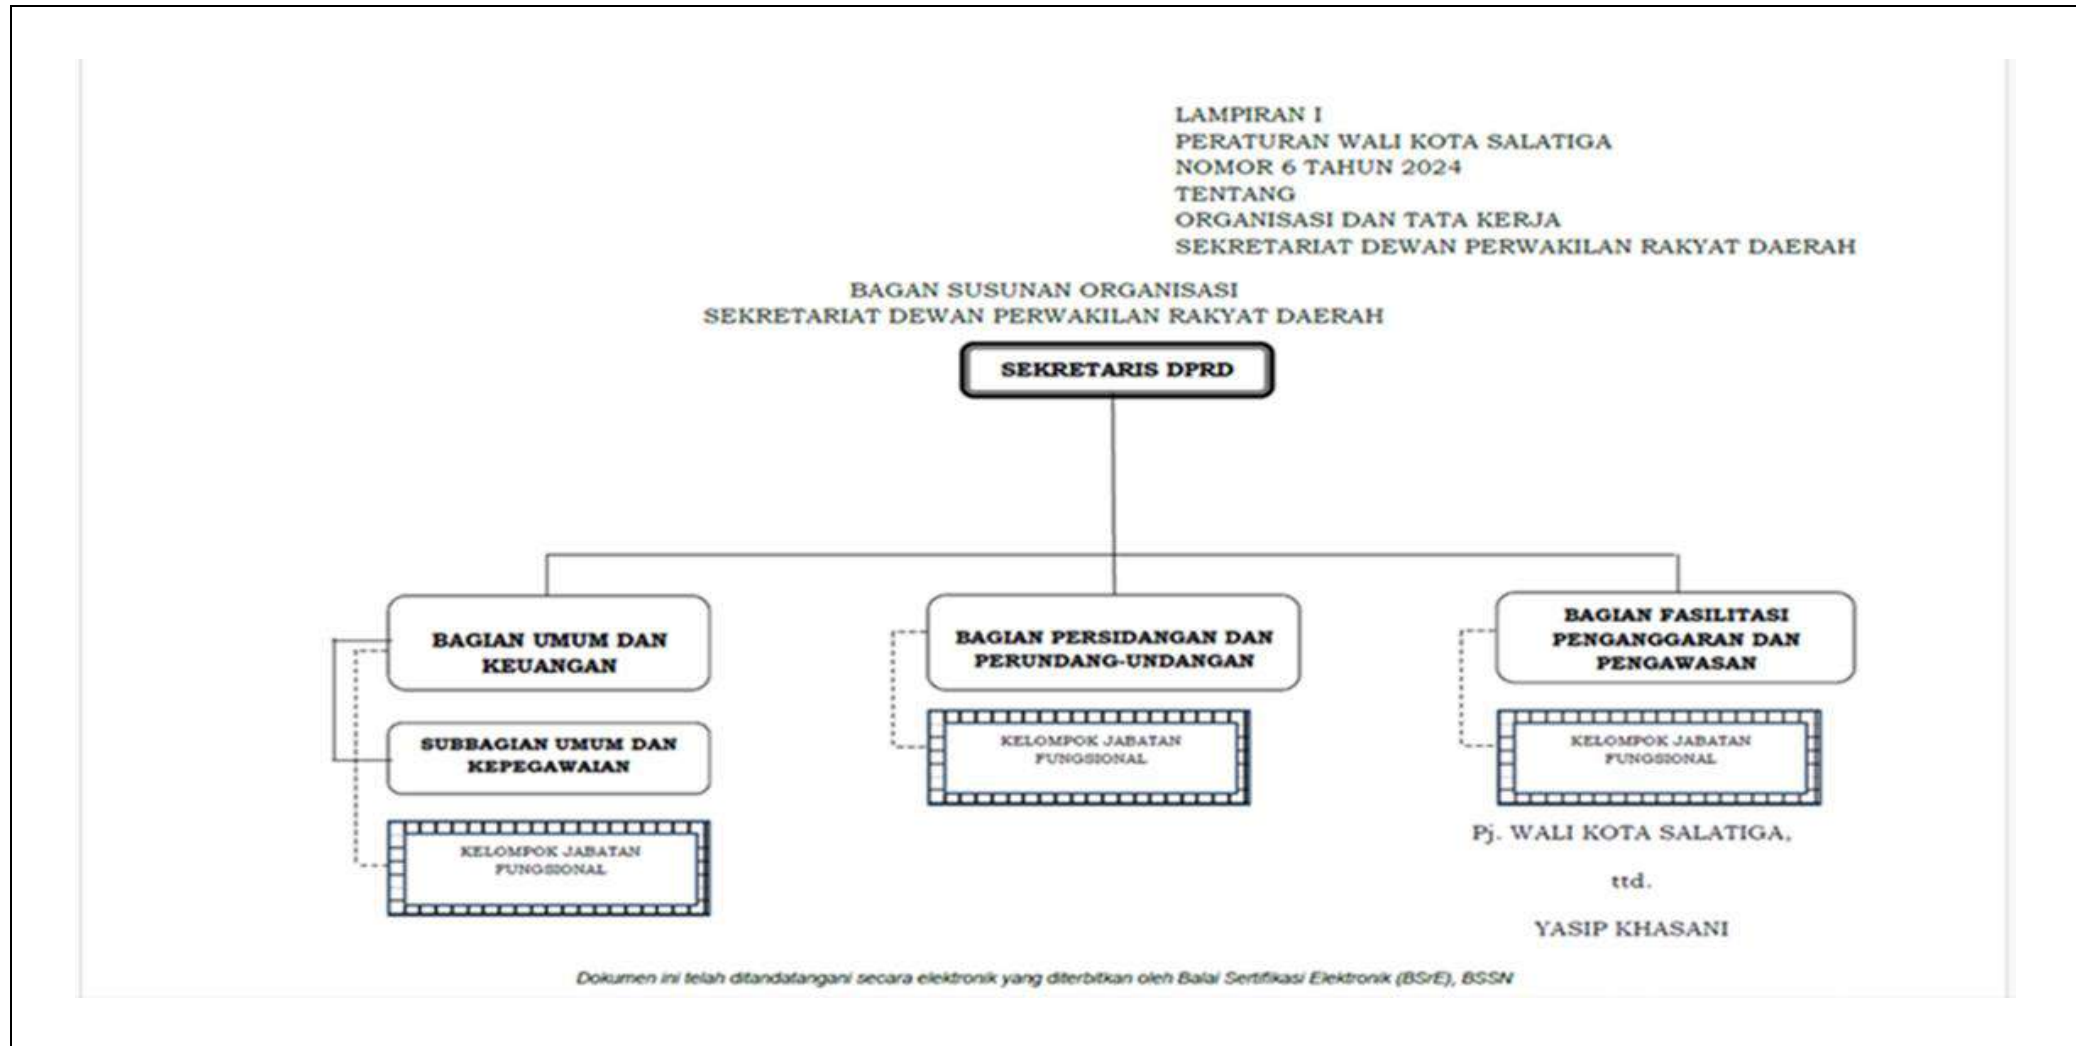 LAMPIRAN I
PERATURAN WALI KOTA SALATIGA
NOMOR 6 TAHUN 2024
TENTANG
ORGANISASI DAN TATA KERJA
SEKRETARIAT DEWAN PERWAKILAN RAKYAT DAERAH
BAGAN SUSUNAN ORGANISASI
SEKRETARIAT DEWAN PERWAKILAN RAKYAT DAERAH
SEKRETARIS DPRD
BAGIAN UMUM DAN
KEUANGAN
SUBBAGIAN UMUM DAN
KEPEGAWAIAN
KELOMPOK JABATAN
FUNGSIONAL
BAGIAN PERSIDANGAN DAN
PERUNDANG-UNDANGAN
KELOMPOK JABATAN
FUNGSIONAL
BAGIAN FASILITASI
PENGANGGARAN DAN
PENGAWASAN
KELOMPOK JABATAN
FUNGSIONAL
Pj. WALI KOTA SALATIGA,
ttd.
YASIP KHASANI
Dokumen ini telah ditandatangani secara elektronik yang diterbitkan oleh Balai Sertifikasi Elektronik (BSrE), BSSN